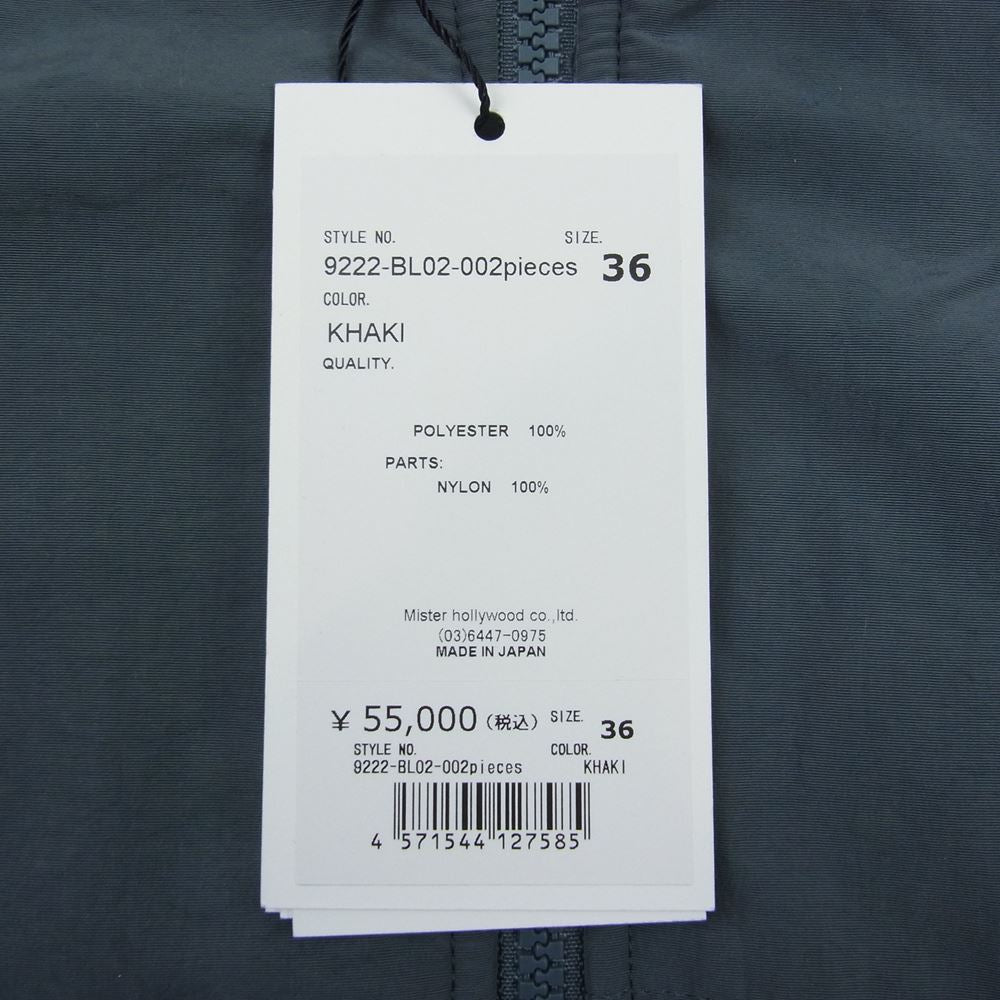 STYLE NO. SIZE.
9222-BL02-002pieces 36
COLOR.
KHAKI
QUALITY.
POLYESTER 100%
PARTS:
NYLON 100%
Mister hollywood co.,ltd.
(03)6447-0975
MADE IN JAPAN
¥ 55,000 (税込) SIZE. 36
STYLE NO. COLOR.
9222-BL02-002pieces KHAKI
4 571544 127585